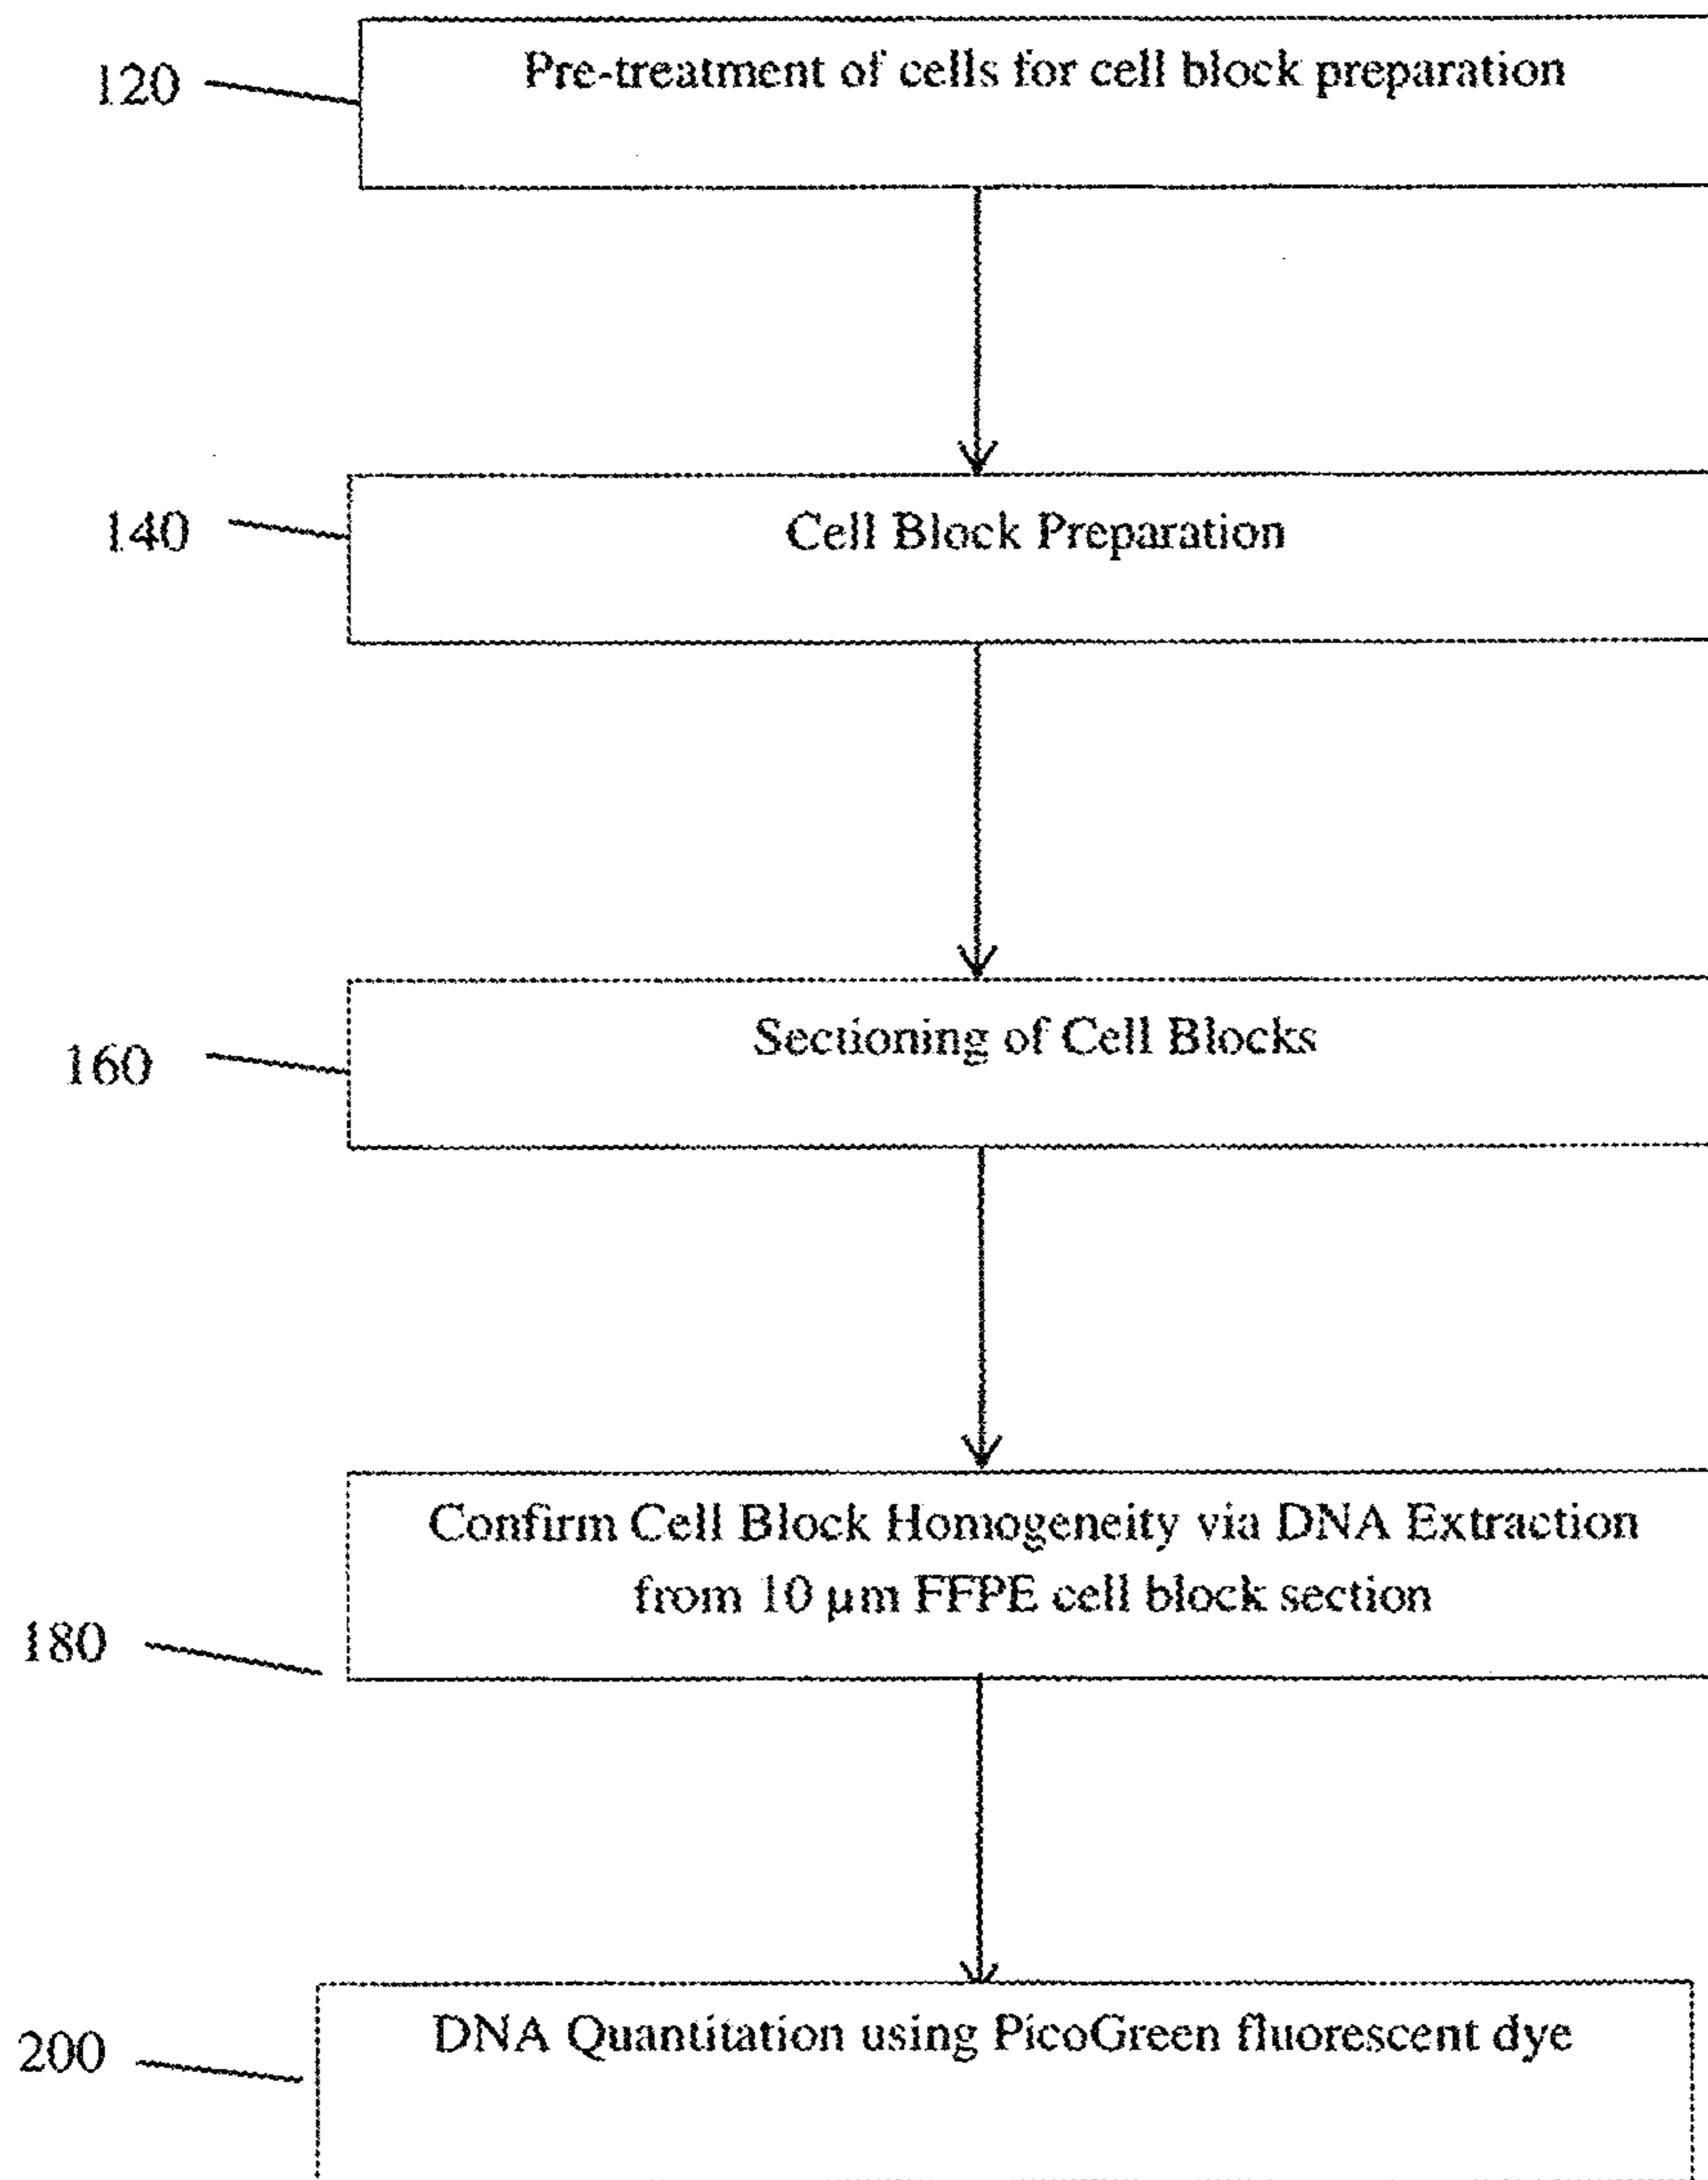 120
Pre-treatment of cells for cell block preparation
140
Cell Block Preparation
160
Sectioning of Cell Blocks
Confirm Cell Block Homogeneity via DNA Extraction
from 10 µm FFPE cell block section
180
200
DNA Quantitation using PicoGreen fluorescent dye